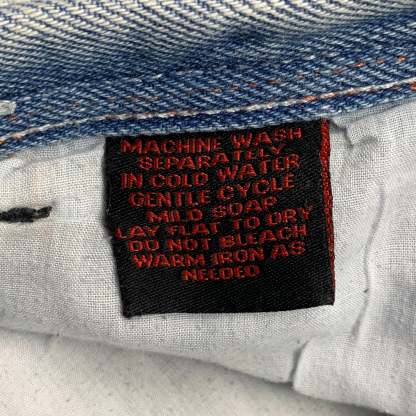 MACHINE WASH
SEPARATELY
IN COLD WATER
GENTLE CYCLE
MILD SOAP
LAY FLAT TO DRY
DO NOT BLEACH
WARM IRON AS
NEEDED